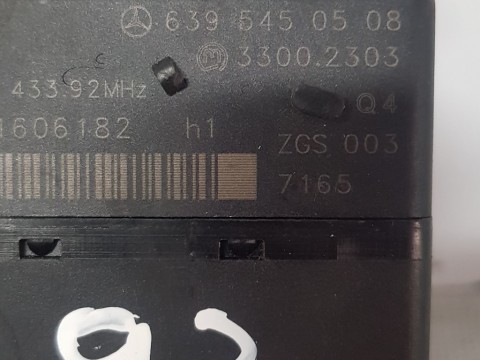 639 545 05 08
3300.2303
433.92MHz
Q4
1606182 h1
ZGS 003
7165